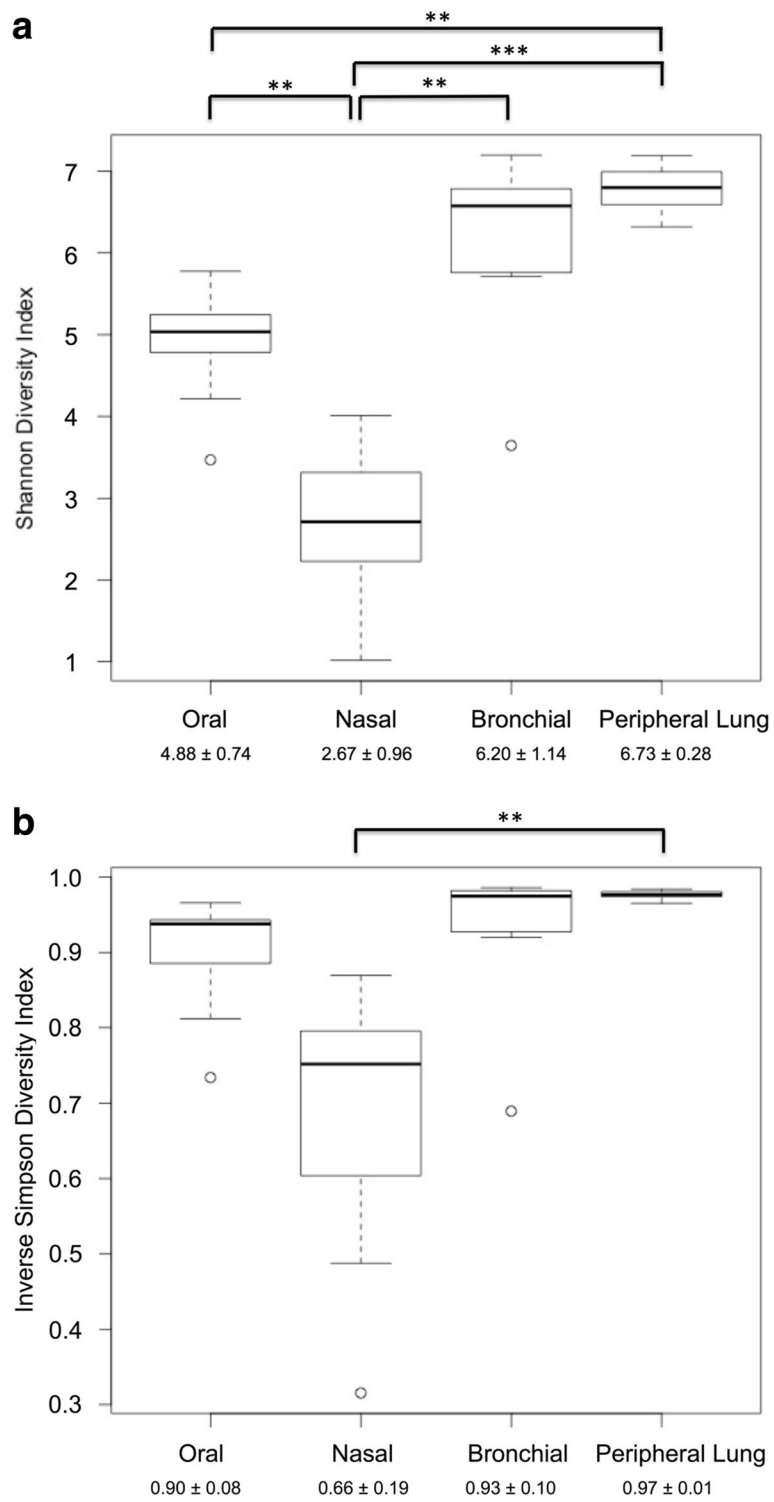 a
**
***
** **
7
6
5
4
3
2
1
Shannon Diversity Index
Oral Nasal Bronchial Peripheral Lung
4.88 ± 0.74 2.67 ± 0.96 6.20 ± 1.14 6.73 ± 0.28
b
**
1.0
0.9
0.8
0.7
0.6
0.5
0.4
0.3
Inverse Simpson Diversity Index
Oral Nasal Bronchial Peripheral Lung
0.90 ± 0.08 0.66 ± 0.19 0.93 ± 0.10 0.97 ± 0.01